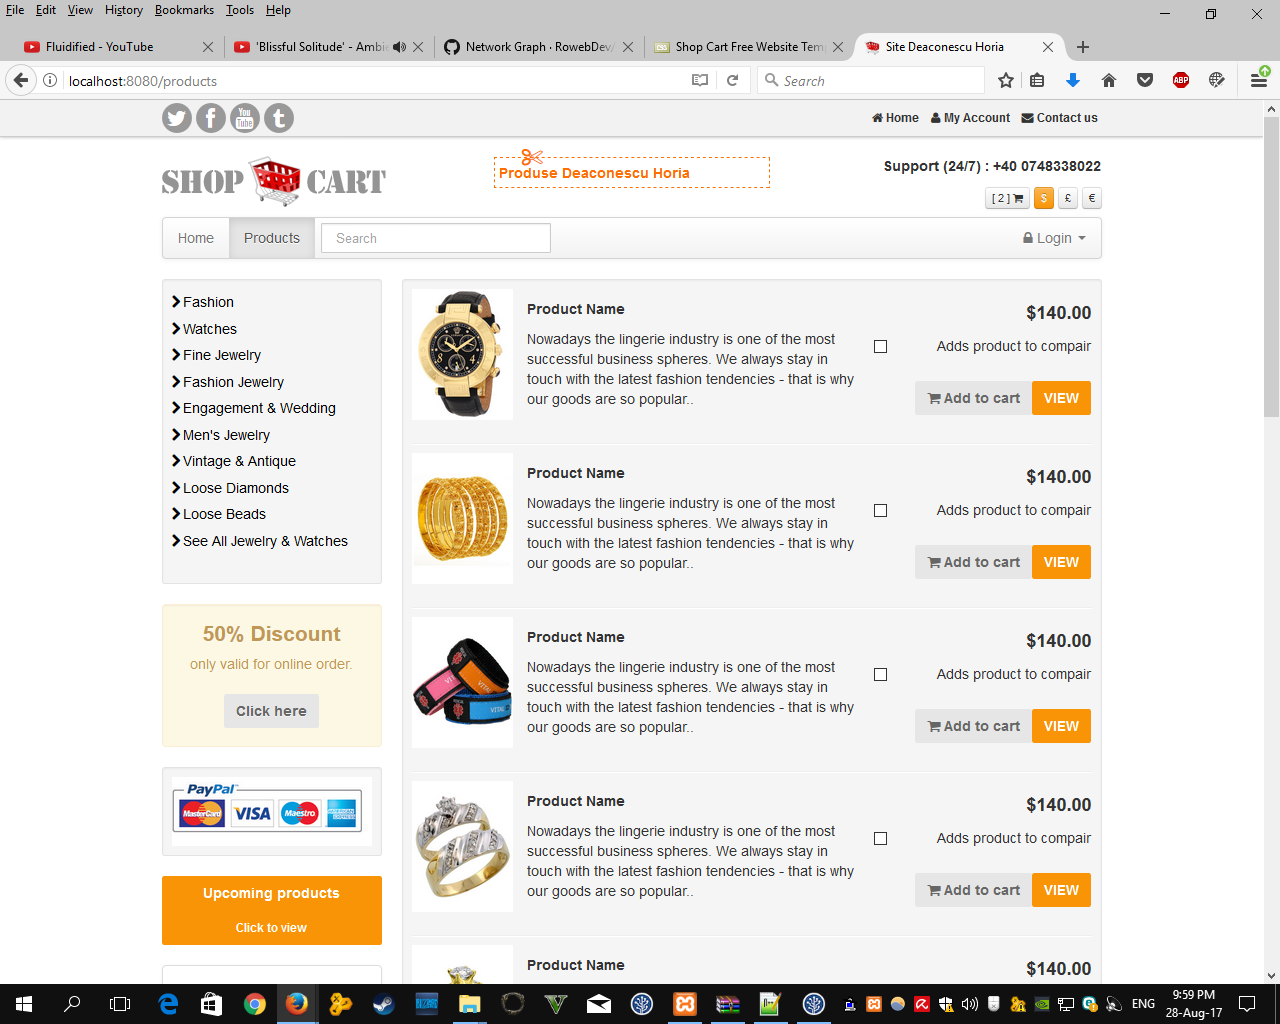 File Edit View History Bookmarks Tools Help
Fluidified - YouTube
'Blissful Solitude' - Ambie
Network Graph · RowebDev/
Shop Cart Free Website Tem
Site Deaconescu Horia
localhost:8080/products
Search
ABP
You Tube
Home My Account Contact us
SHOP CART
Produse Deaconescu Horia
Support (24/7) : +40 0748338022
[ 2 ] $ £ €
Home Products Search Login
Fashion
Watches
Fine Jewelry
Fashion Jewelry
Engagement & Wedding
Men's Jewelry
Vintage & Antique
Loose Diamonds
Loose Beads
See All Jewelry & Watches
50% Discount
only valid for online order.
Click here
PayPal
MasterCard VISA Maestro AMERICAN EXPRESS
Upcoming products
Click to view
Product Name
Nowadays the lingerie industry is one of the most
successful business spheres. We always stay in
touch with the latest fashion tendencies - that is why
our goods are so popular..
$140.00
Adds product to compair
Add to cart VIEW
Product Name
Nowadays the lingerie industry is one of the most
successful business spheres. We always stay in
touch with the latest fashion tendencies - that is why
our goods are so popular..
$140.00
Adds product to compair
Add to cart VIEW
VITAL
Product Name
Nowadays the lingerie industry is one of the most
successful business spheres. We always stay in
touch with the latest fashion tendencies - that is why
our goods are so popular..
$140.00
Adds product to compair
Add to cart VIEW
Product Name
Nowadays the lingerie industry is one of the most
successful business spheres. We always stay in
touch with the latest fashion tendencies - that is why
our goods are so popular..
$140.00
Adds product to compair
Add to cart VIEW
Product Name
$140.00
ENG
9:59 PM
28-Aug-17